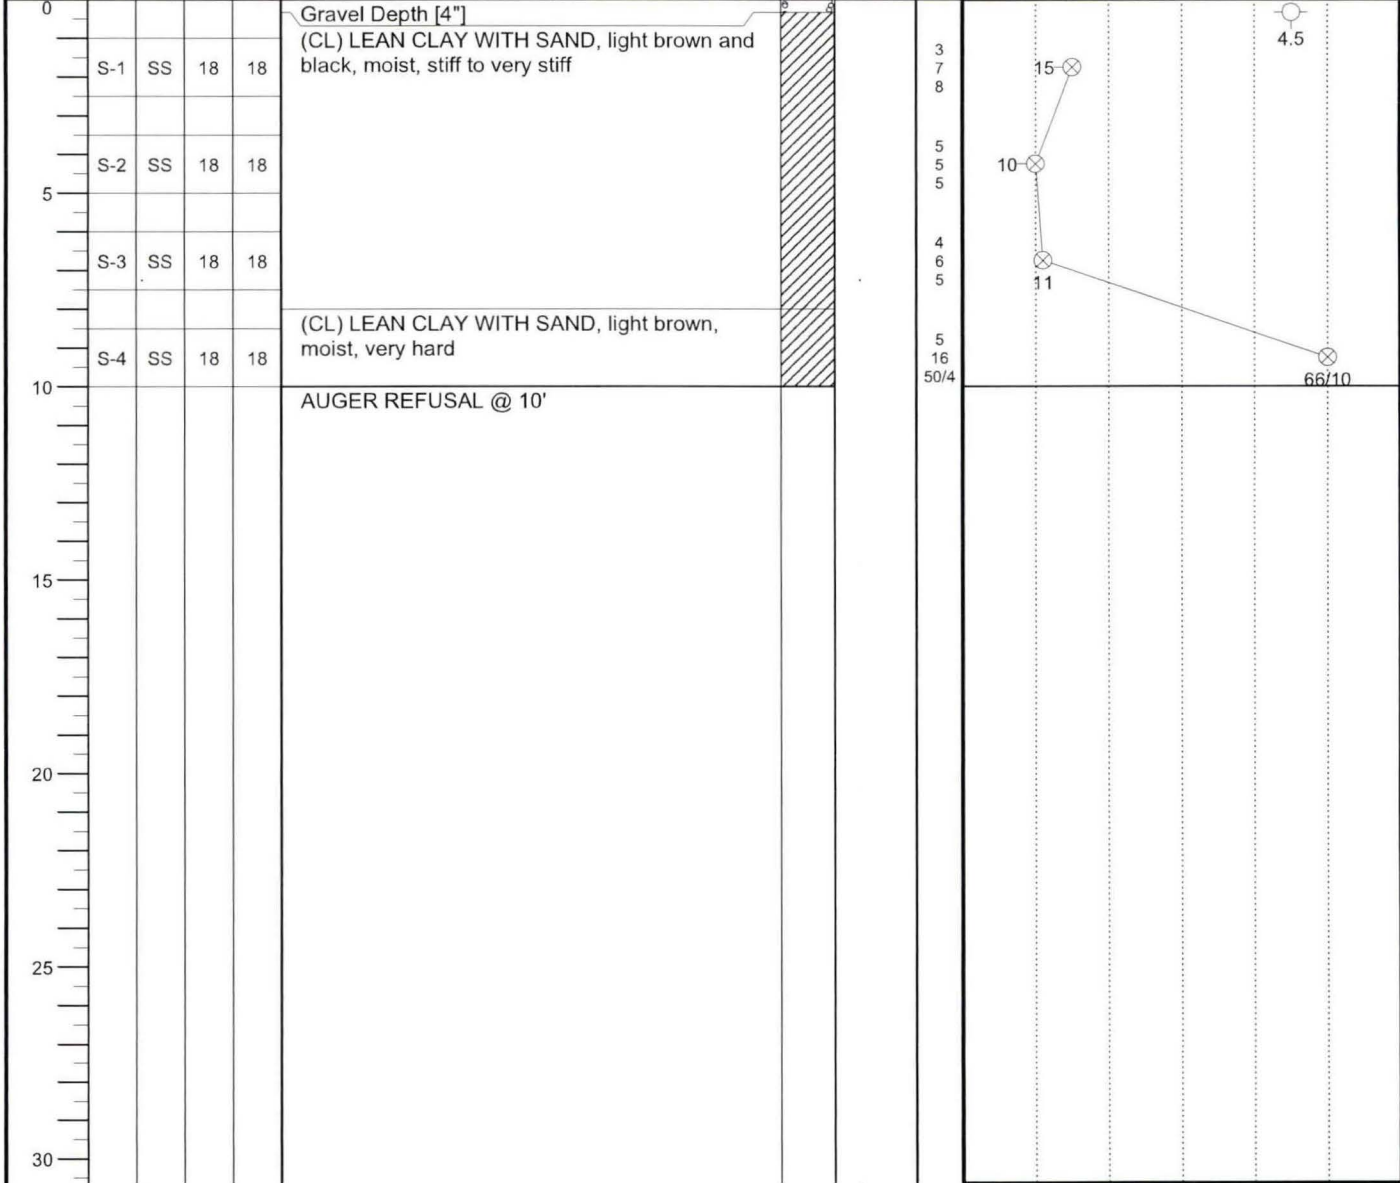 0
Gravel Depth [4"]
4.5
(CL) LEAN CLAY WITH SAND, light brown and
black, moist, stiff to very stiff
S-1 SS 18 18
3
7
8
15
S-2 SS 18 18
5
5
5
10
5
S-3 SS 18 18
4
6
5
11
(CL) LEAN CLAY WITH SAND, light brown,
moist, very hard
S-4 SS 18 18
5
16
50/4
66/10
10
AUGER REFUSAL @ 10'
15
20
25
30